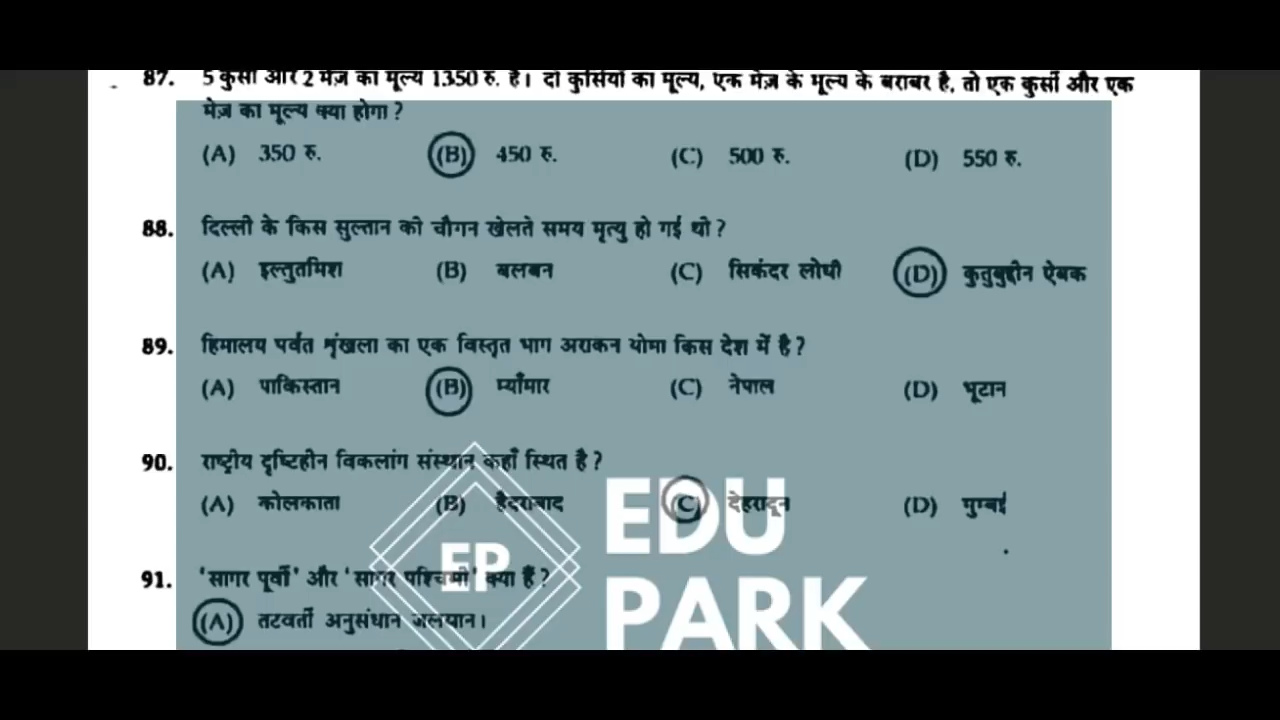 87. 5 कुर्सी और 2 मेज़ का मूल्य 1350 रु. है। दो कुर्सियों का मूल्य, एक मेज़ के मूल्य के बराबर है, तो एक कुर्सी और एक
मेज़ का मूल्य क्या होगा ?
(A) 350 रु. (B) 450 रु. (C) 500 रु. (D) 550 रु.
88. दिल्ली के किस सुल्तान को चौगन खेलते समय मृत्यु हो गई थी ?
(A) इल्तुतमिश (B) बलबन (C) सिकंदर लोधी (D) कुतुबुद्दीन ऐबक
89. हिमालय पर्वत शृंखला का एक विस्तृत भाग अराकन योमा किस देश में है ?
(A) पाकिस्तान (B) म्याँमार (C) नेपाल (D) भूटान
90. राष्ट्रीय दृष्टिहीन विकलांग संस्थान कहाँ स्थित है ?
(A) कोलकाता (B) हैदराबाद (C) देहरादून (D) मुम्बई
91. 'सागर पूर्वी' और 'सागर पश्चिमी' क्या हैं ?
(A) तटवर्ती अनुसंधान जलयान।
EP
EDU
PARK